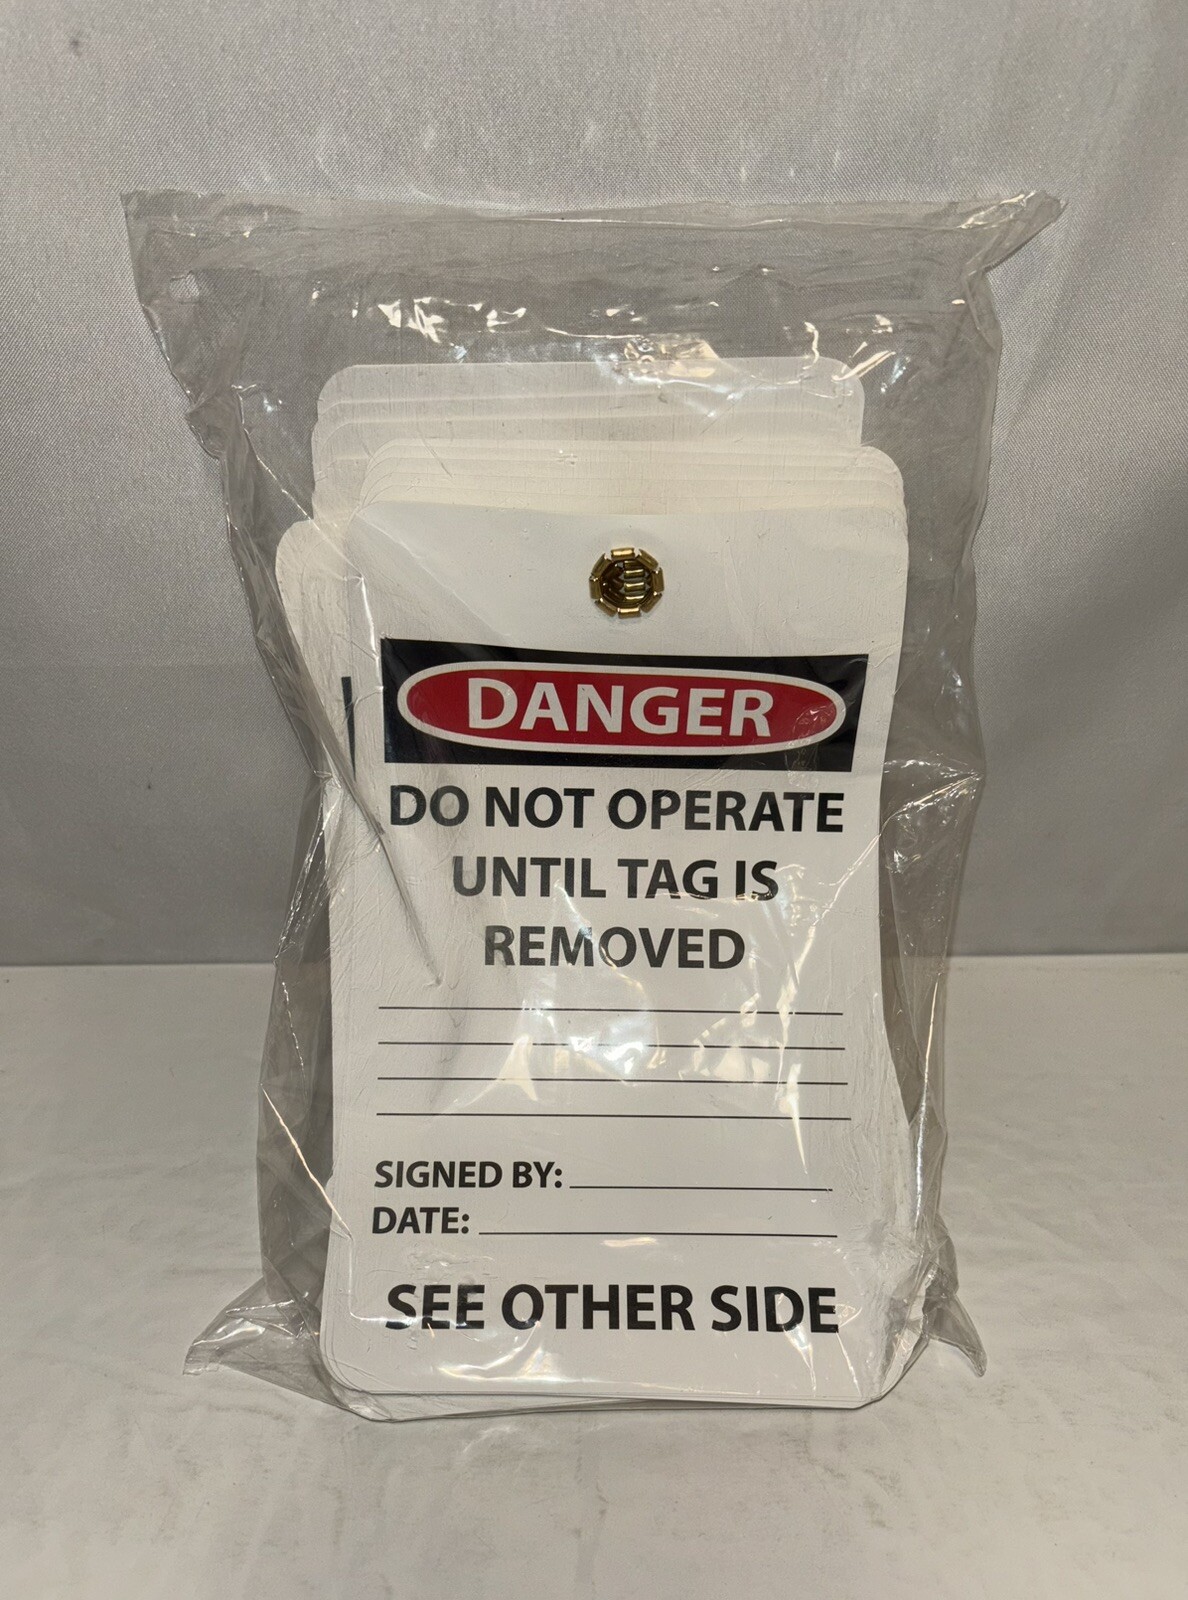 DANGER
DO NOT OPERATE
UNTIL TAG IS
REMOVED
SIGNED BY:
DATE:
SEE OTHER SIDE